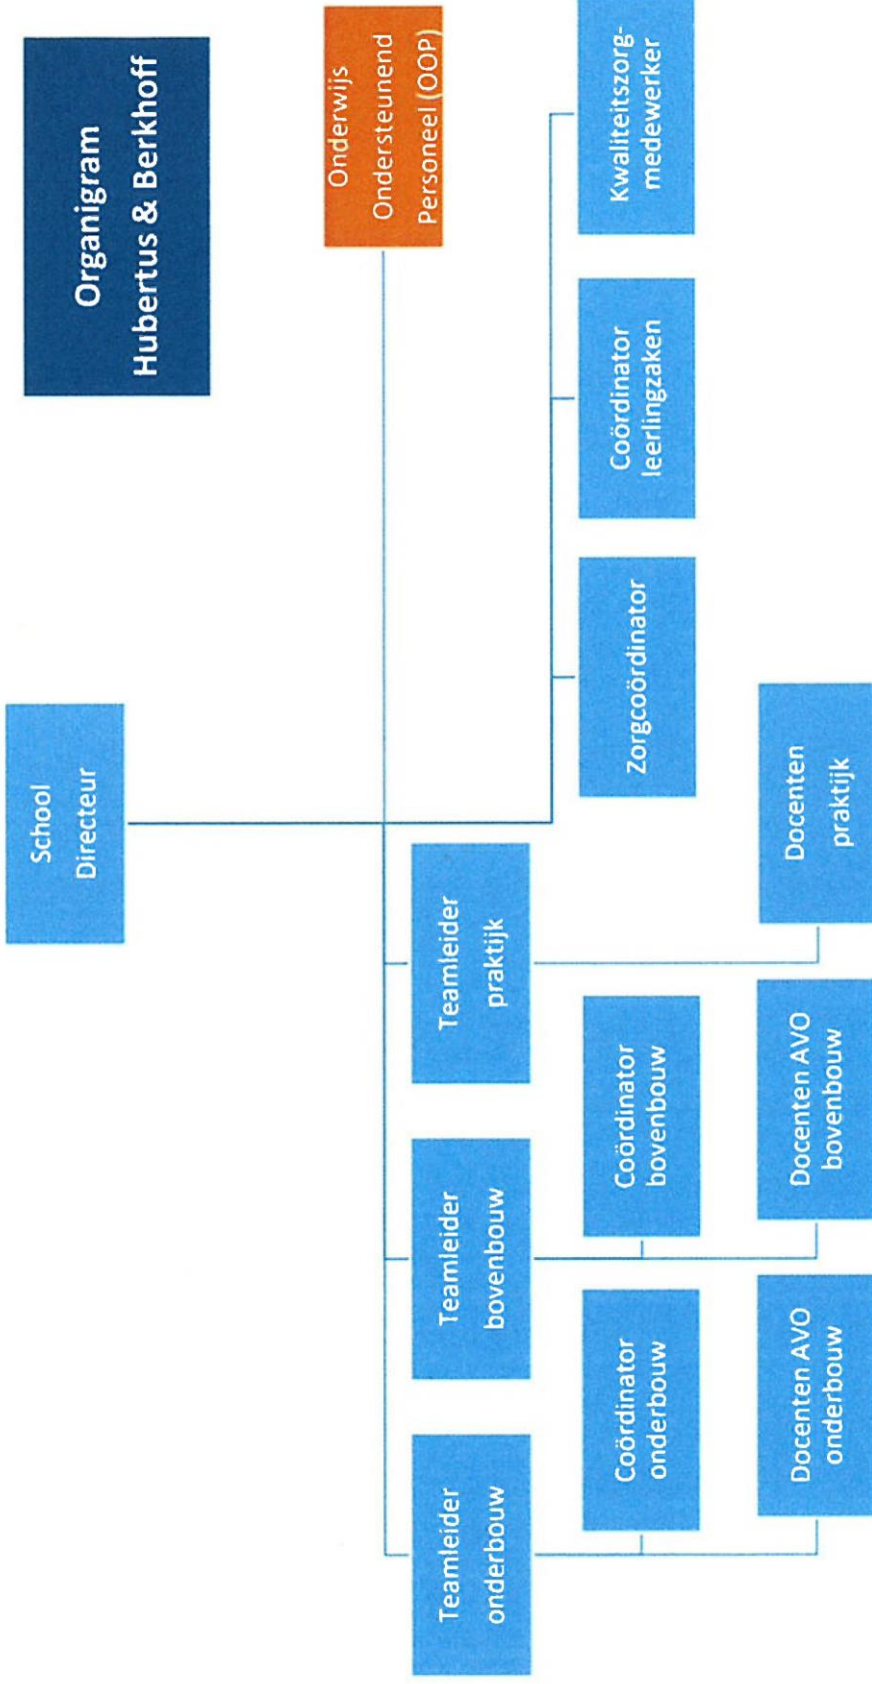 Organigram
Hubertus & Berkhoff
School
Directeur
Onderwijs
Ondersteunend
Personeel (OOP)
Teamleider
onderbouw
Teamleider
bovenbouw
Teamleider
praktijk
Coördinator
onderbouw
Coördinator
bovenbouw
Zorgcoördinator
Coördinator
leerlingzaken
Kwaliteitszorg-
medewerker
Docenten AVO
onderbouw
Docenten AVO
bovenbouw
Docenten
praktijk